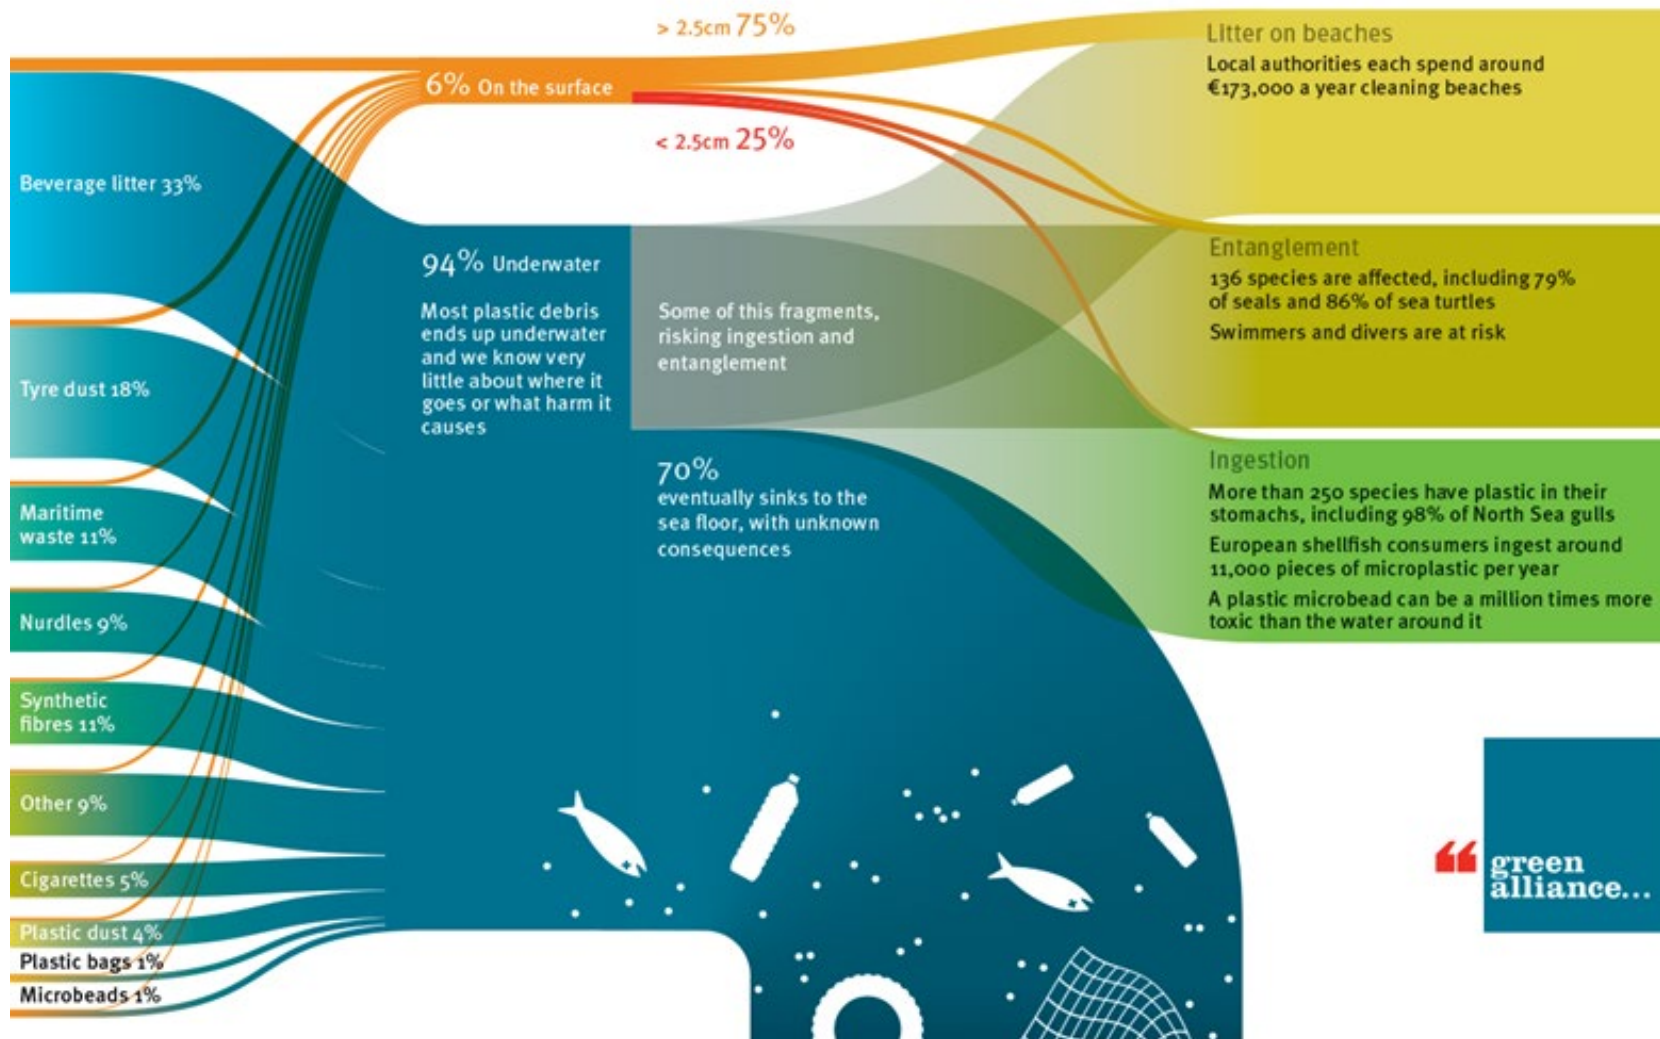 > 2.5cm 75%
6% On the surface
< 2.5cm 25%
Beverage litter 33%
Tyre dust 18%
Maritime
waste 11%
Nurdles 9%
Synthetic
fibres 11%
Other 9%
Cigarettes 5%
Plastic dust 4%
Plastic bags 1%
Microbeads 1%
94% Underwater
Most plastic debris
ends up underwater
and we know very
little about where it
goes or what harm it
causes
Some of this fragments,
risking ingestion and
entanglement
70%
eventually sinks to the
sea floor, with unknown
consequences
Litter on beaches
Local authorities each spend around
€173,000 a year cleaning beaches
Entanglement
136 species are affected, including 79%
of seals and 86% of sea turtles
Swimmers and divers are at risk
Ingestion
More than 250 species have plastic in their
stomachs, including 98% of North Sea gulls
European shellfish consumers ingest around
11,000 pieces of microplastic per year
A plastic microbead can be a million times more
toxic than the water around it
“ green
alliance...